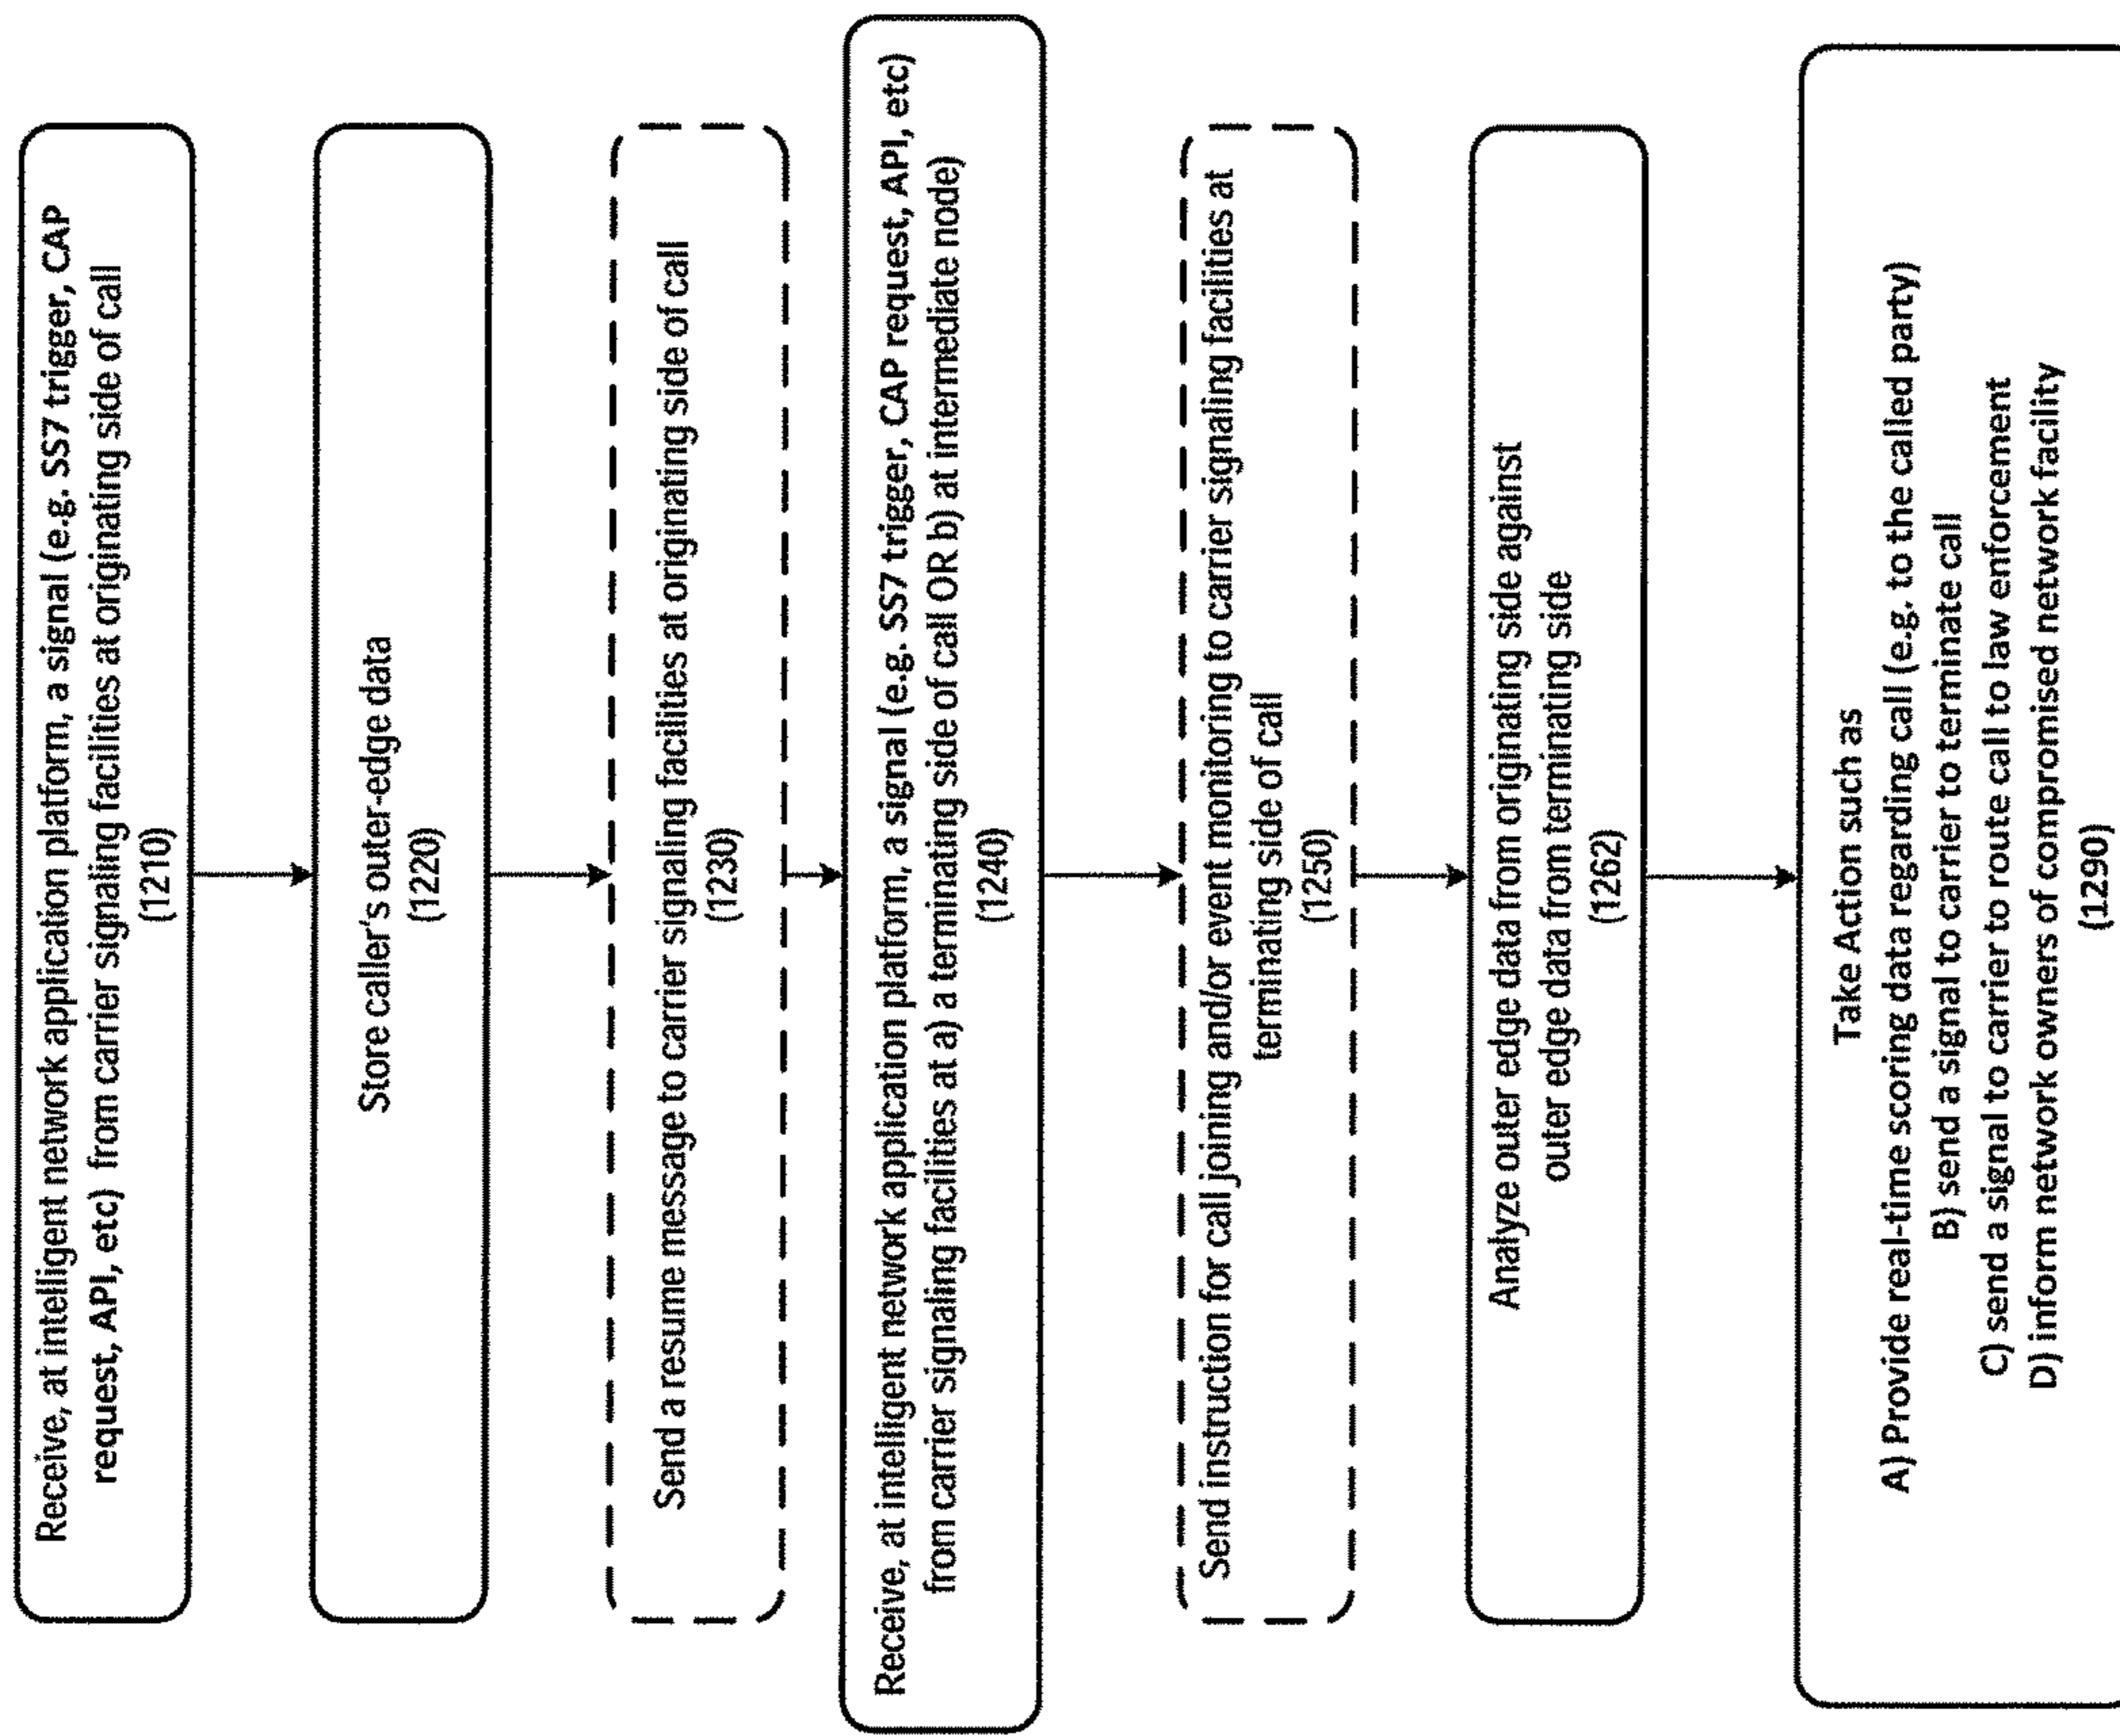 Receive, at intelligent network application platform, a signal (e.g. SS7 trigger, CAP
request, API, etc) from carrier signaling facilities at originating side of call
(1210)
Store caller's outer-edge data
(1220)
Send a resume message to carrier signaling facilities at originating side of call
(1230)
Receive, at intelligent network application platform, a signal (e.g. SS7 trigger, CAP request, API, etc)
from carrier signaling facilities at a) a terminating side of call OR b) at intermediate node)
(1240)
Send instruction for call joining and/or event monitoring to carrier signaling facilities at
terminating side of call
(1250)
Analyze outer edge data from originating side against
outer edge data from terminating side
(1262)
Take Action such as
A) Provide real-time scoring data regarding call (e.g. to the called party)
B) send a signal to carrier to terminate call
C) send a signal to carrier to route call to law enforcement
D) inform network owners of compromised network facility
(1290)